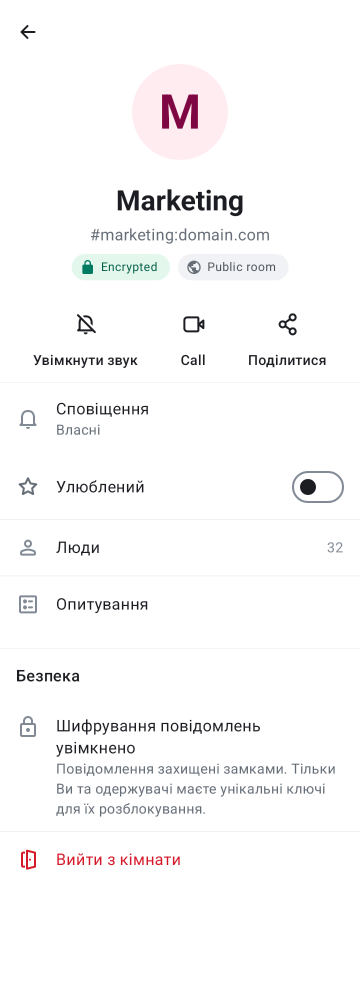 M
Marketing
#marketing:domain.com
Encrypted
Public room
Увімкнути звук
Call
Поділитися
Сповіщення
Власні
Улюблений
Люди
32
Опитування
Безпека
Шифрування повідомлень
увімкнено
Повідомлення захищені замками. Тільки
Ви та одержувачі маєте унікальні ключі
для їх розблокування.
Вийти з кімнати